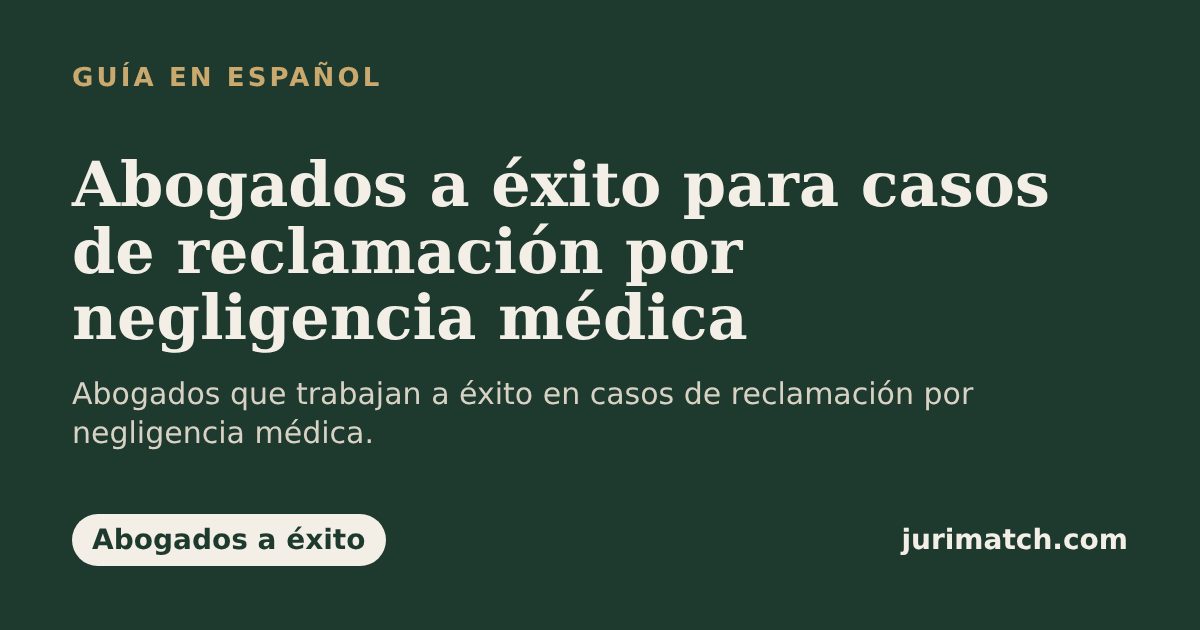 GUÍA EN ESPAÑOL
Abogados a éxito para casos
de reclamación por
negligencia médica
Abogados que trabajan a éxito en casos de reclamación por
negligencia médica.
Abogados a éxito
jurimatch.com